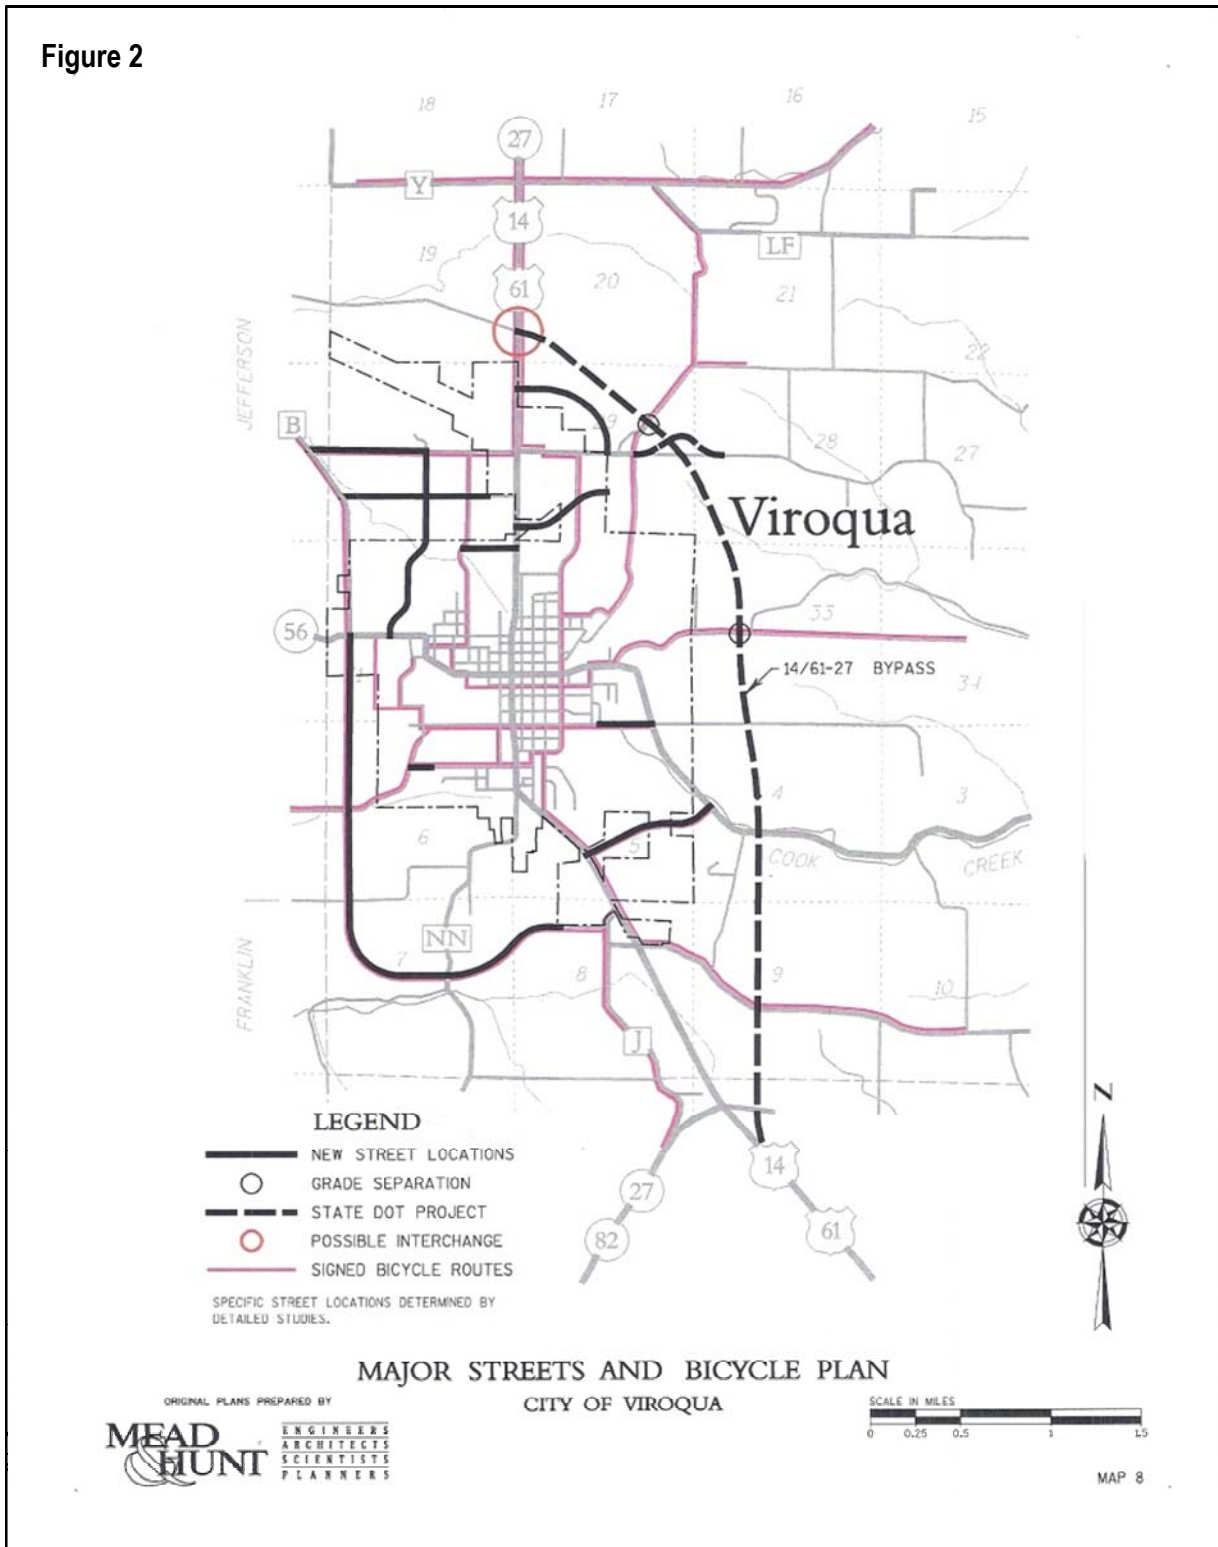 Figure 2
18
17
16
15
27
Y
14
LF
19
20
21
61
22
JEFFERSON
B
29
28
27
Viroqua
56
33
14/61-27 BYPASS
34
4
3
6
5
COOK
CREEK
NN
7
8
9
10
FRANKLIN
J
LEGEND
NEW STREET LOCATIONS
GRADE SEPARATION
STATE DOT PROJECT
POSSIBLE INTERCHANGE
SIGNED BICYCLE ROUTES
SPECIFIC STREET LOCATIONS DETERMINED BY
DETAILED STUDIES.
14
27
61
82
N
MAJOR STREETS AND BICYCLE PLAN
CITY OF VIROQUA
ORIGINAL PLANS PREPARED BY
MEAD
& HUNT
ENGINEERS
ARCHITECTS
SCIENTISTS
PLANNERS
SCALE IN MILES
0 0.25 0.5 1 1.5
MAP 8